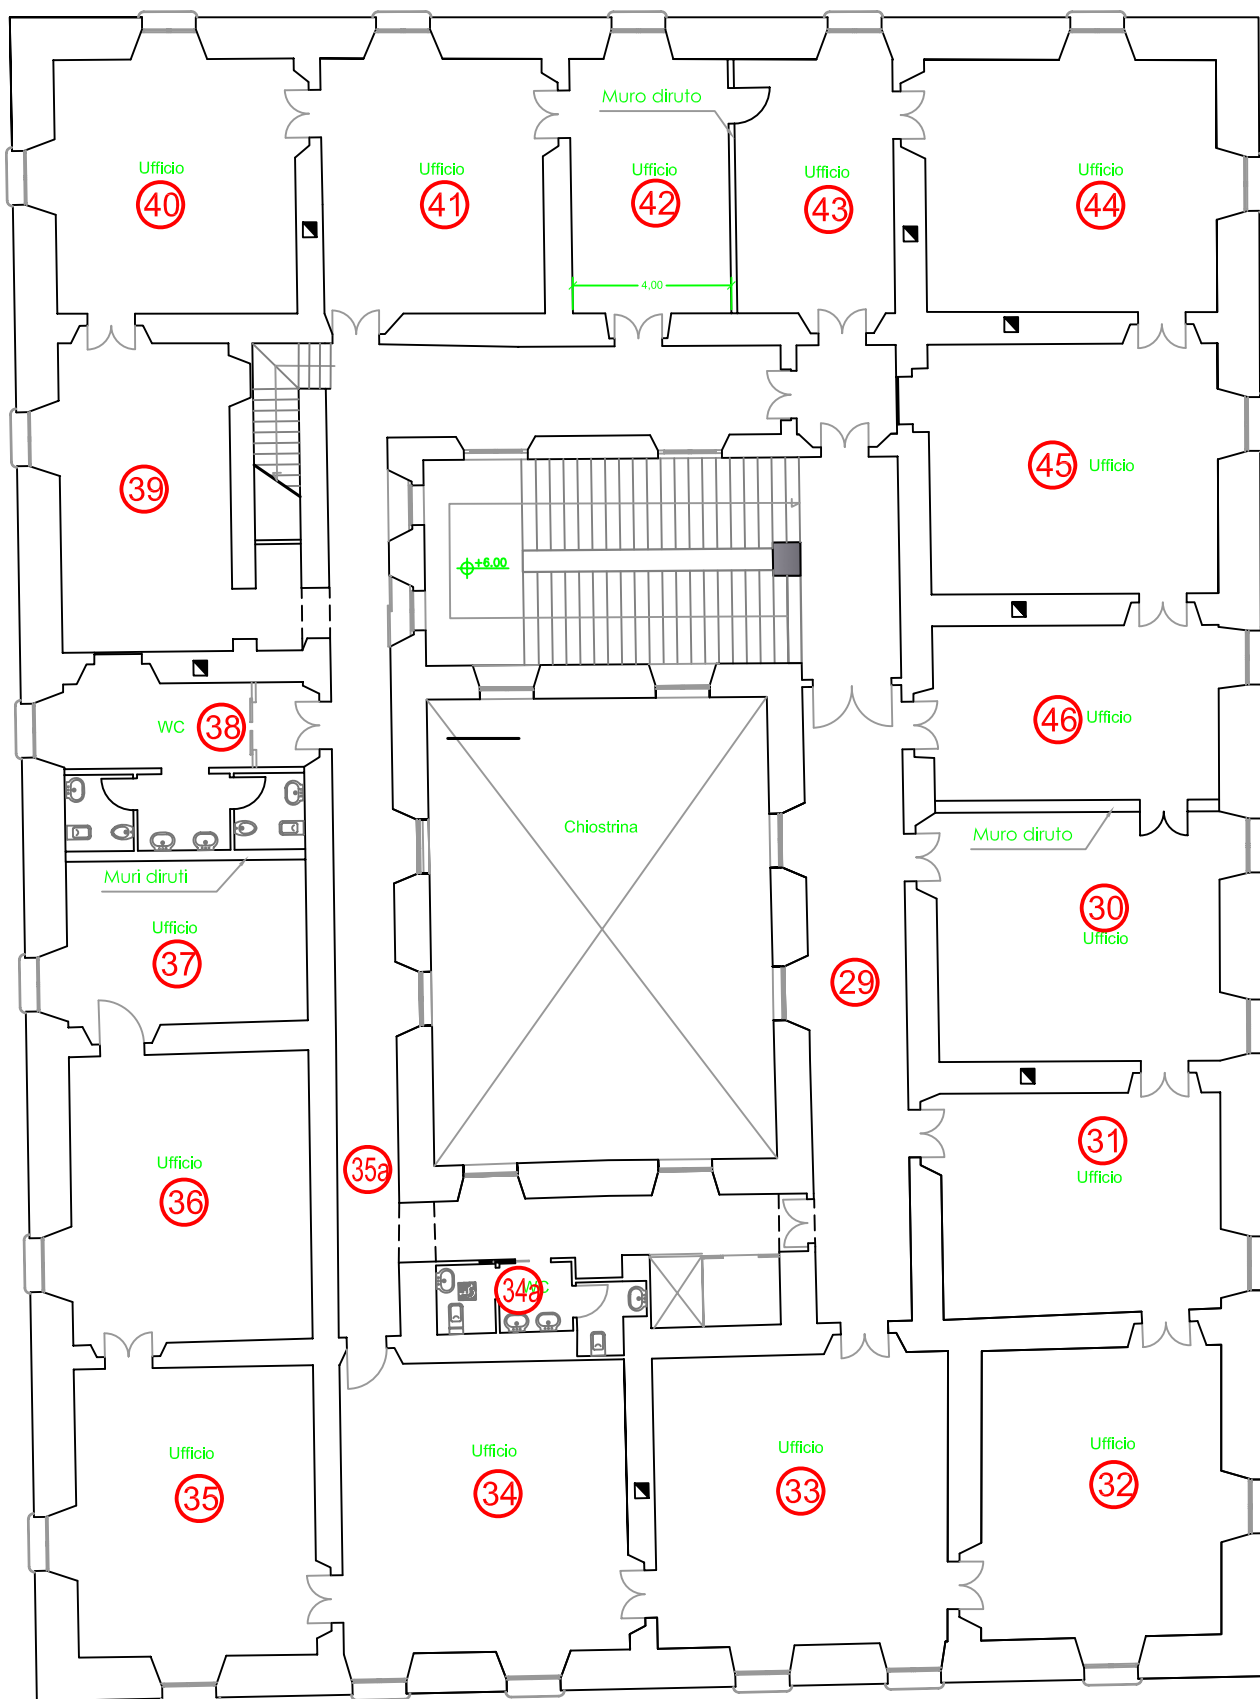 Muro diruto
Ufficio
40
Ufficio
41
Ufficio
42
Ufficio
43
Ufficio
44
4.00
39
45
Ufficio
+6.00
WC
38
46
Ufficio
Chiostrina
Muro diruto
Muri diruti
Ufficio
37
30
Ufficio
29
31
Ufficio
35a
Ufficio
36
34a
WC
Ufficio
35
Ufficio
34
Ufficio
33
Ufficio
32